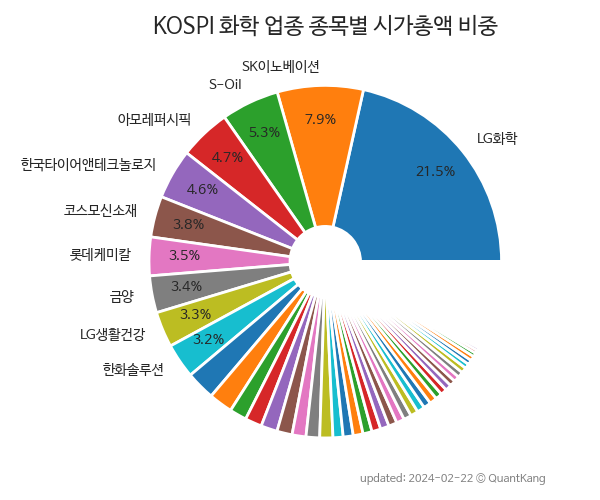 KOSPI 화학 업종 종목별 시가총액 비중
SK이노베이션
S-Oil
아모레퍼시픽
한국타이어앤테크놀로지
코스모신소재
롯데케미칼
금양
LG생활건강
한화솔루션
LG화학
7.9%
5.3%
4.7%
4.6%
3.8%
3.5%
3.4%
3.3%
3.2%
21.5%
updated: 2024-02-22 ⓒ QuantKang